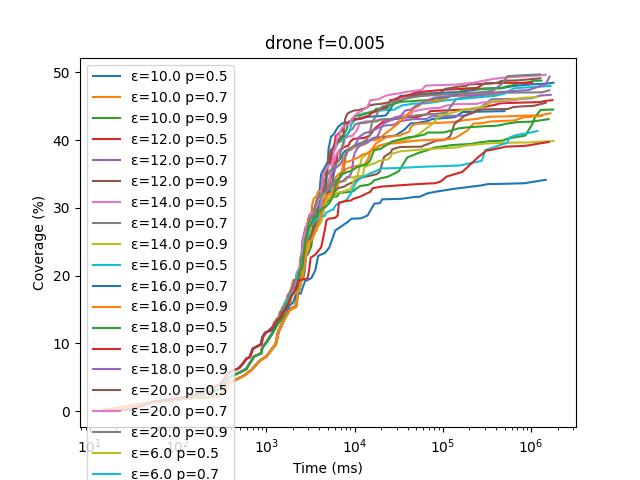 drone f=0.005
Coverage (%)
50
40
30
20
10
0
ε=10.0 p=0.5
ε=10.0 p=0.7
ε=10.0 p=0.9
ε=12.0 p=0.5
ε=12.0 p=0.7
ε=12.0 p=0.9
ε=14.0 p=0.5
ε=14.0 p=0.7
ε=14.0 p=0.9
ε=16.0 p=0.5
ε=16.0 p=0.7
ε=16.0 p=0.9
ε=18.0 p=0.5
ε=18.0 p=0.7
ε=18.0 p=0.9
ε=20.0 p=0.5
ε=20.0 p=0.7
ε=20.0 p=0.9
ε=6.0 p=0.5
ε=6.0 p=0.7
10¹ 10² 10³ 10⁴ 10⁵ 10⁶
Time (ms)